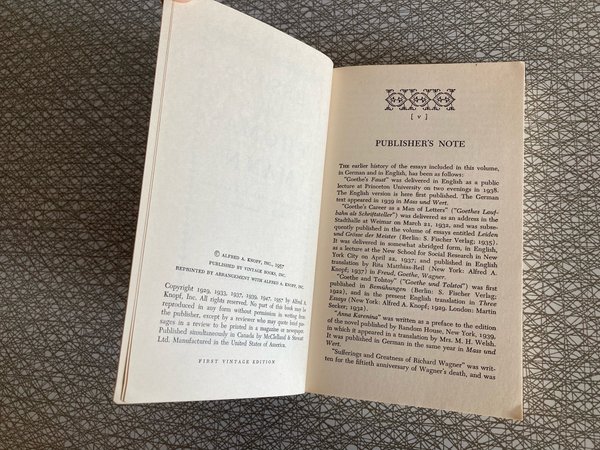 © ALFRED A. KNOPF, INC., 1957
PUBLISHED BY VINTAGE BOOKS, INC.
REPRINTED BY ARRANGEMENT WITH ALFRED A. KNOPF, INC.
Copyright 1929, 1933, 1937, 1939, 1947, 1957 by Alfred A.
Knopf, Inc. All rights reserved. No part of this book may be
reproduced in any form without permission in writing from
the publisher, except by a reviewer who may quote brief pas-
sages in a review to be printed in a magazine or newspaper.
Published simultaneously in Canada by McClelland & Stewart
Ltd. Manufactured in the United States of America.
FIRST VINTAGE EDITION
[ v ]
PUBLISHER'S NOTE
THE earlier history of the essays included in this volume,
in German and in English, has been as follows:
"Goethe's Faust" was delivered in English as a public
lecture at Princeton University on two evenings in 1938.
The English version is here first published. The German
text appeared in 1939 in Mass und Wert.
"Goethe's Career as a Man of Letters" ("Goethes Lauf-
bahn als Schriftsteller") was delivered as an address in the
Stadthalle at Weimar on March 21, 1932, and was subse-
quently published in the volume of essays entitled Leiden
und Grösse der Meister (Berlin: S. Fischer Verlag; 1935).
It was delivered in somewhat abridged form, in English,
as a lecture at the New School for Social Research in New
York City on April 22, 1937; and published in English
translation by Rita Matthias-Reil (New York: Alfred A.
Knopf; 1937) in Freud, Goethe, Wagner.
"Goethe and Tolstoy" ("Goethe und Tolstoi") was first
published in Bemühungen (Berlin: S. Fischer Verlag;
1922), and in the present English translation in Three
Essays (New York: Alfred A. Knopf; 1929. London: Martin
Secker; 1932).
"Anna Karenina" was written as a preface to the edition
of the novel published by Random House, New York, 1939,
in which it appeared in a translation by Mrs. M. H. Welsh.
It was published in German in the same year in Mass und
Wert.
"Sufferings and Greatness of Richard Wagner" was writ-
ten for the fiftieth anniversary of Wagner's death, and was